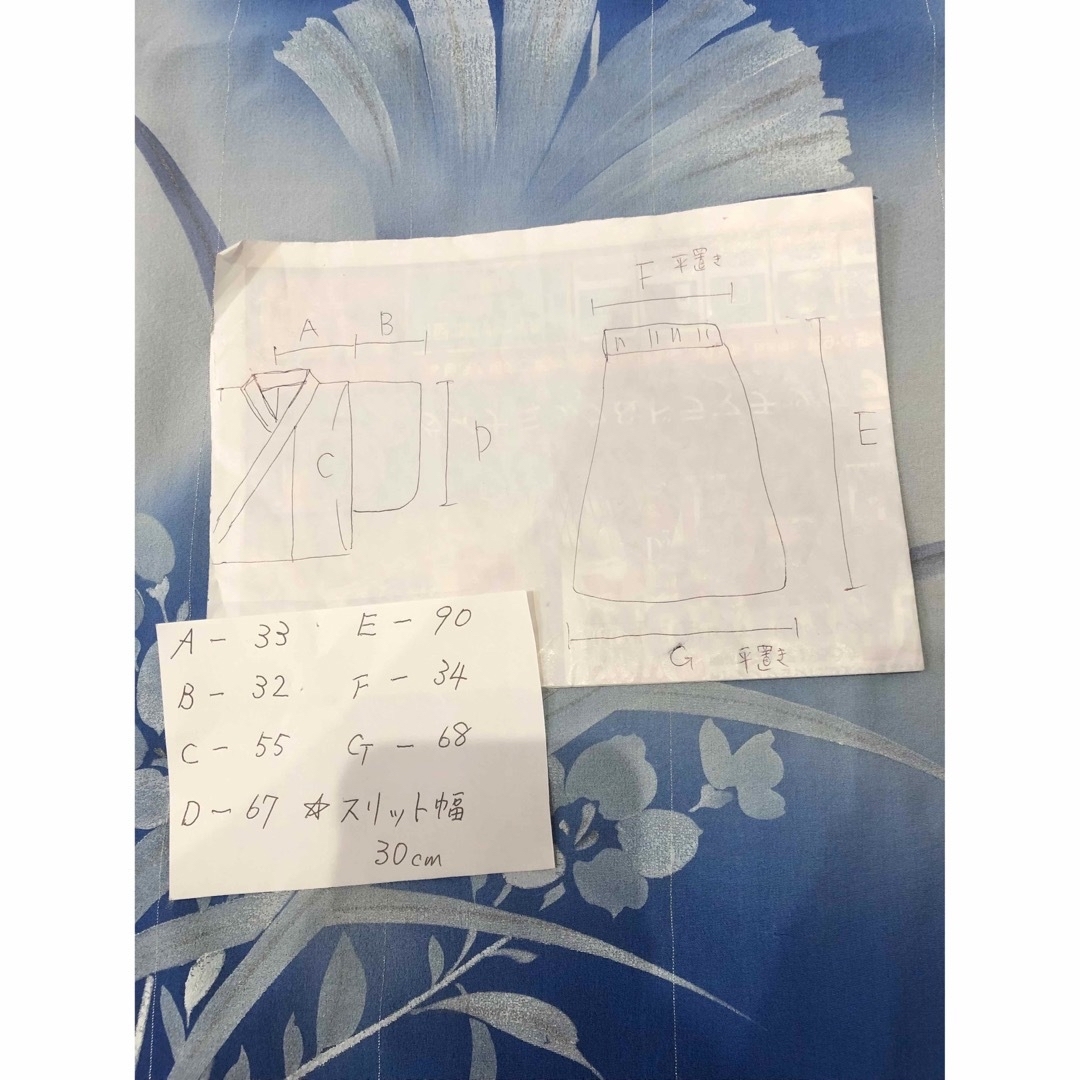 F 平置き
A B
C
D
E
G 平置き
A - 33 E - 90
B - 32 F - 34
C - 55 G - 68
D - 67 ☆スリット幅
30cm